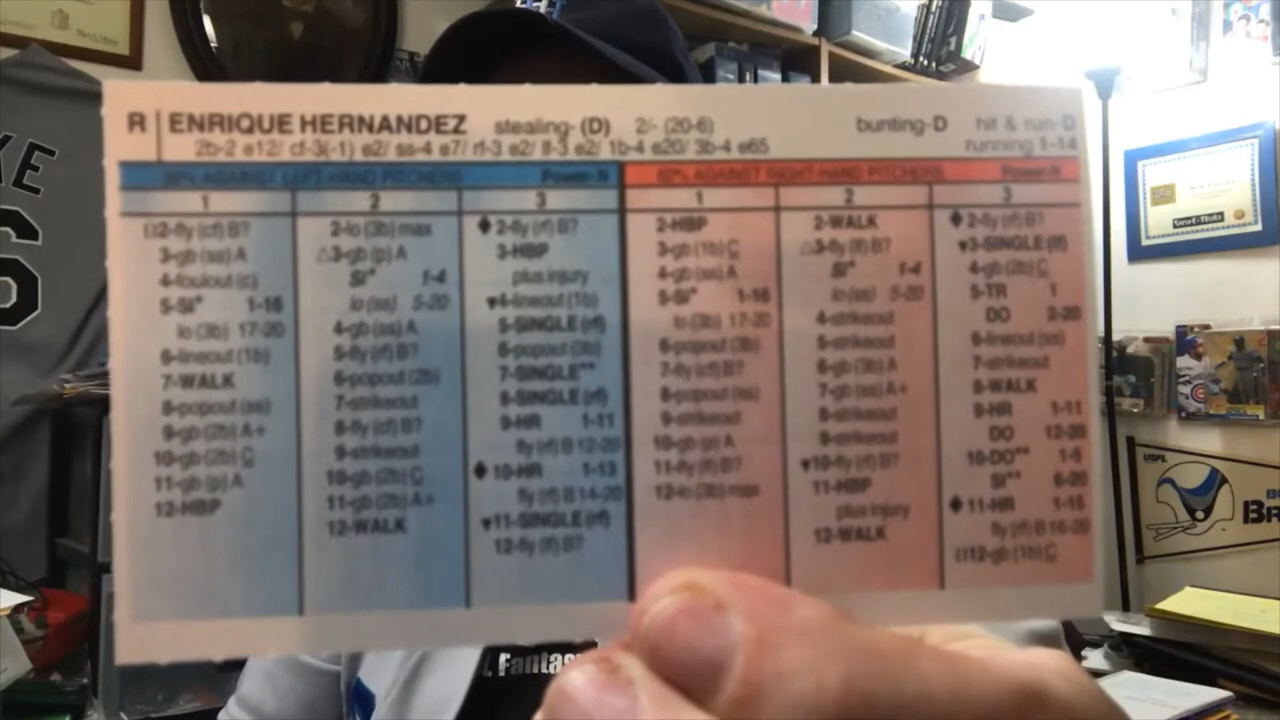 KE
R ENRIQUE HERNANDEZ stealing- (D) 2/- (20-6) bunting-D hit & run-D
2b-2 e12/ cf-3(-1) e2/ ss-4 e7/ rf-3 e2/ lf-3 e2/ 1b-4 e20/ 3b-4 e65 running 1-14
AGAINST LEFT-HAND PITCHERS Power-N
1 2 3
2-fly (cf) B?
3-gb (ss) A
4-foulout (c)
5-SI* 1-16
lo (3b) 17-20
6-lineout (1b)
7-WALK
8-popout (ss)
9-gb (2b) A+
10-gb (2b) C
11-gb (p) A
12-HBP
2-lo (3b) max
3-gb (p) A
SI* 1-4
lo (ss) 5-20
4-gb (ss) A
5-fly (rf) B?
6-popout (2b)
7-strikeout
8-fly (cf) B?
9-strikeout
10-gb (2b) C
11-gb (2b) A+
12-WALK
♦ 2-fly (rf) B?
3-HBP
plus injury
▼4-lineout (1b)
5-SINGLE (rf)
6-popout (3b)
7-SINGLE**
8-SINGLE (rf)
9-HR 1-11
fly (rf) B 12-20
♦ 10-HR 1-13
fly (rf) B 14-20
▼11-SINGLE (rf)
12-fly (lf) B?
AGAINST RIGHT-HAND PITCHERS Power-N
1 2 3
2-HBP
3-gb (1b) C
4-gb (ss) A
5-SI* 1-16
lo (3b) 17-20
6-popout (3b)
7-fly (cf) B?
8-popout (ss)
9-strikeout
10-gb (p) A
11-fly (lf) B?
12-lo (3b) max
2-WALK
△3-fly (lf) B?
SI* 1-4
lo (ss) 5-20
4-strikeout
5-strikeout
6-gb (3b) A
7-gb (ss) A+
8-strikeout
9-strikeout
▼10-fly (rf) B?
11-HBP
plus injury
12-WALK
♦ 2-fly (rf) B?
▼3-SINGLE (lf)
4-gb (2b) C
5-TR 1
DO 2-20
6-lineout (ss)
7-strikeout
8-WALK
9-HR 1-11
DO 12-20
10-DO** 1-5
SI** 6-20
♦ 11-HR 1-15
fly (rf) B 16-20
12-gb (1b) C
USFL
Fantas